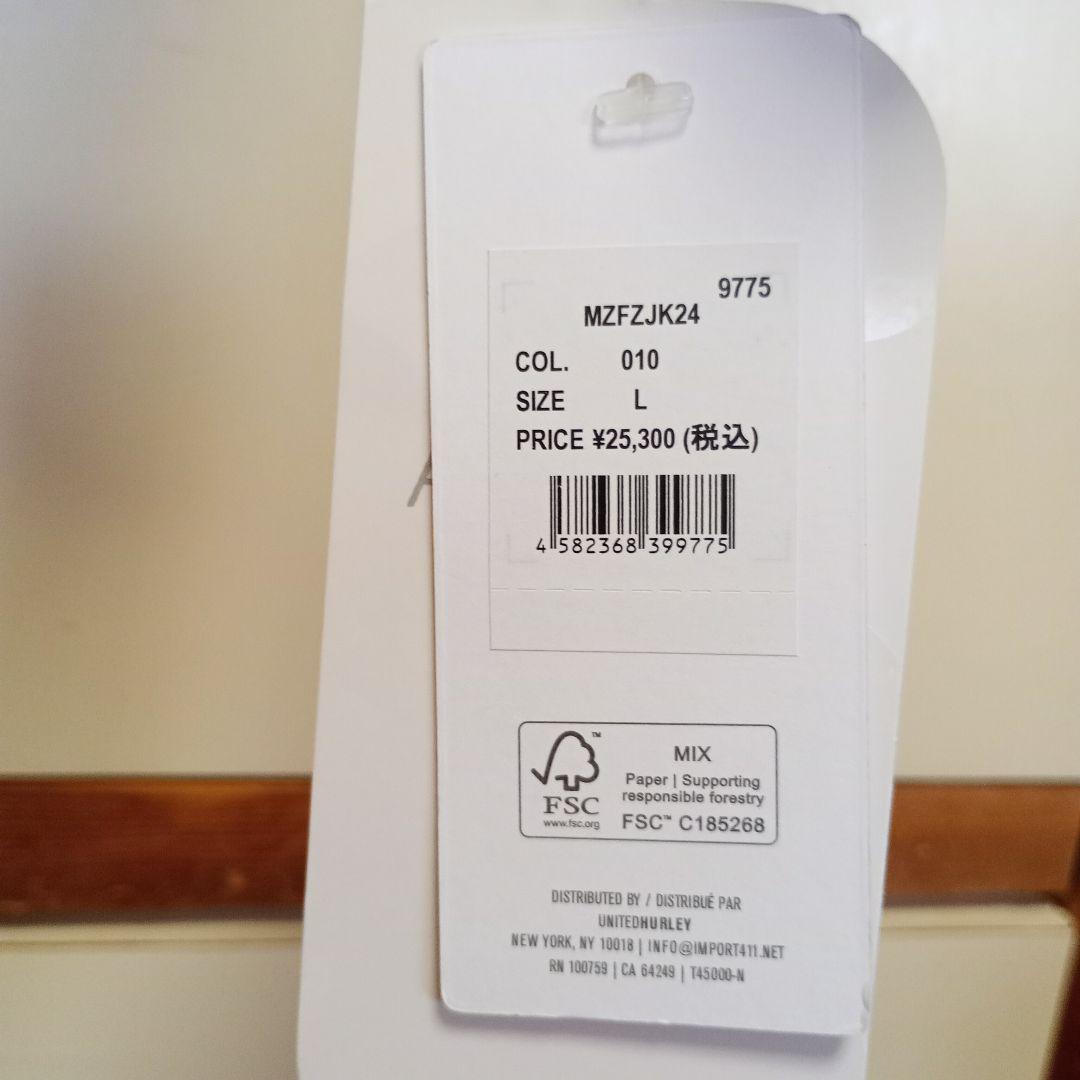 9775
MZFZJK24
COL. 010
SIZE L
PRICE ¥25,300 (税込)
4 582368 399775
FSC
www.fsc.org
MIX
Paper | Supporting
responsible forestry
FSC™ C185268
DISTRIBUTED BY / DISTRIBUÉ PAR
UNITEDHURLEY
NEW YORK, NY 10018 | INFO@IMPORT411.NET
RN 100759 | CA 64249 | T45000-N